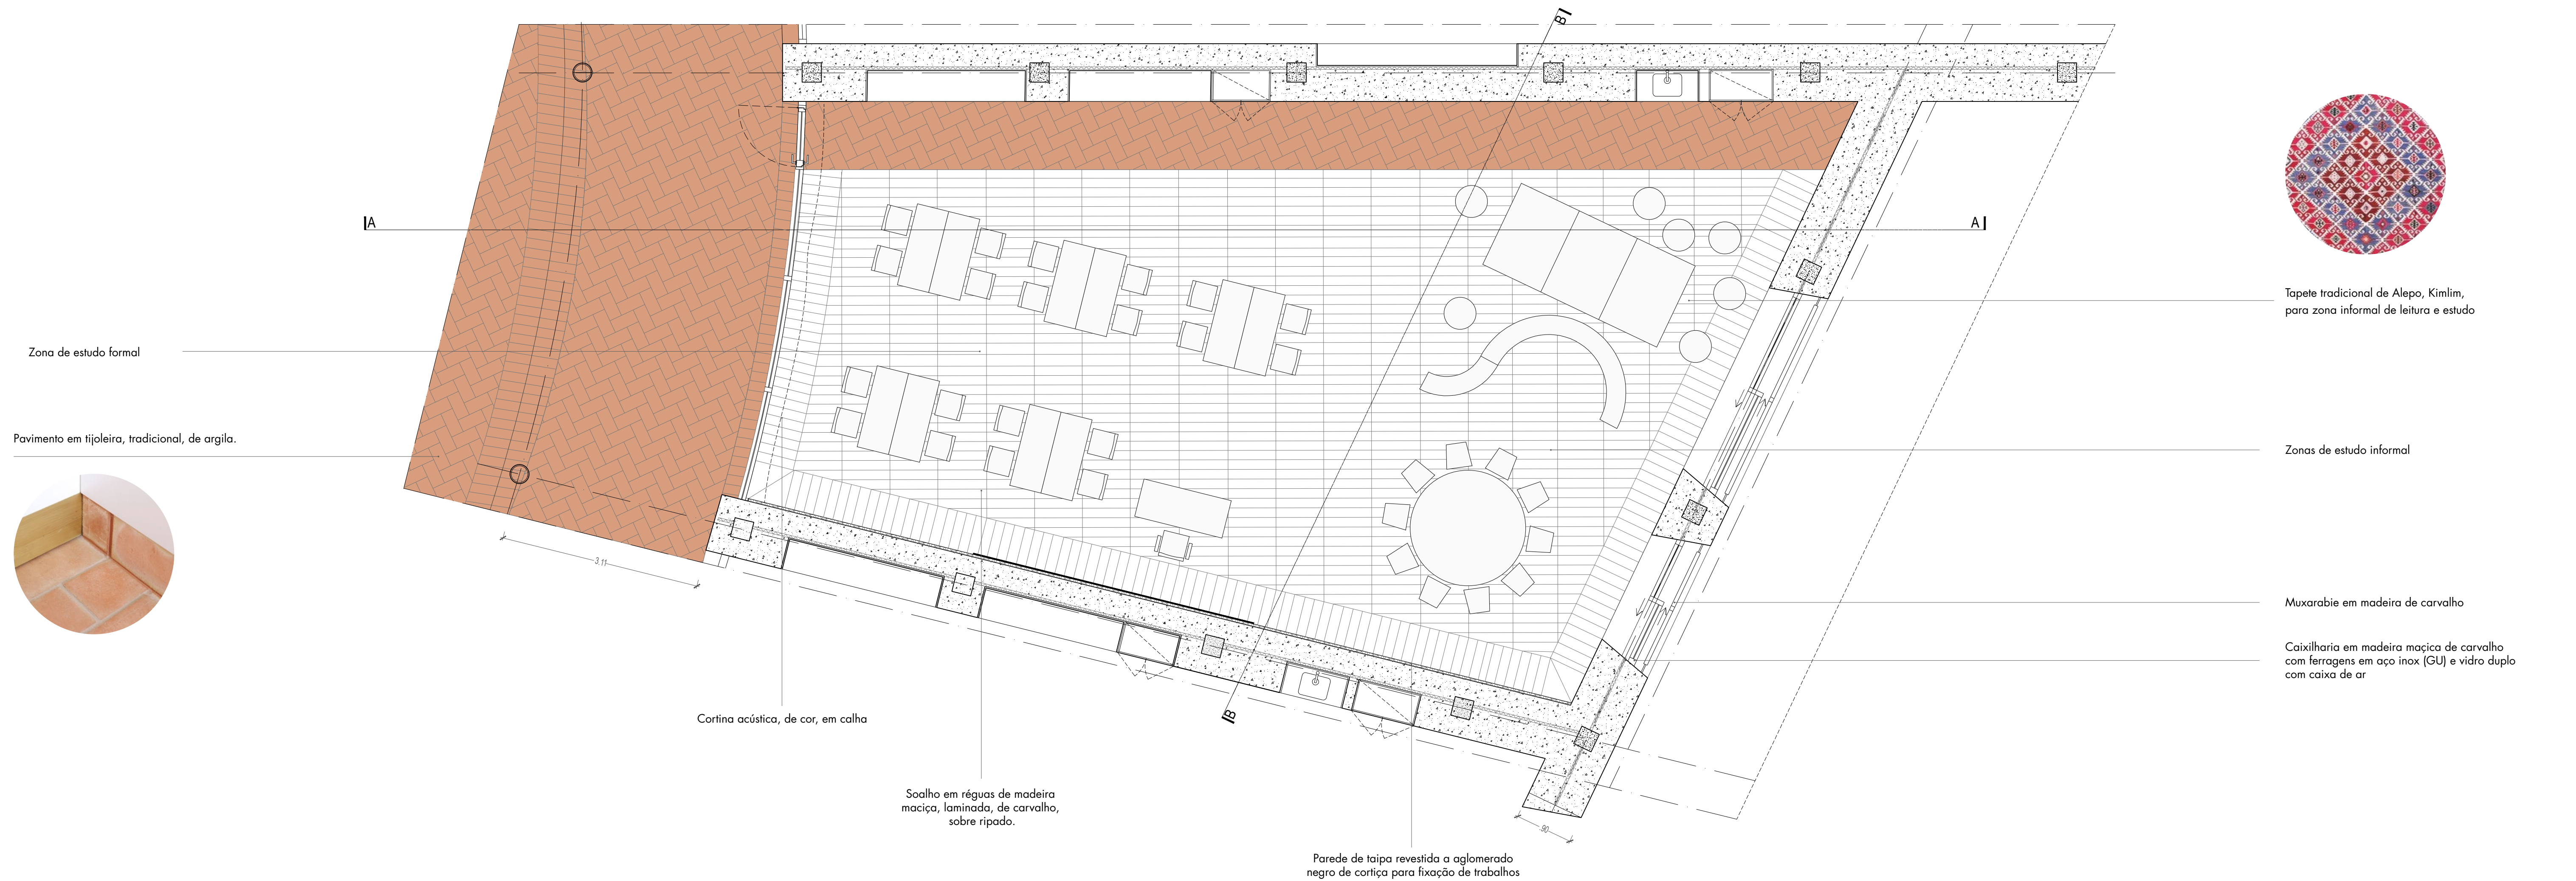 B
A
A
Tapete tradicional de Alepo, Kimlim,
para zona informal de leitura e estudo
Zona de estudo formal
Pavimento em tijoleira, tradicional, de argila.
Zonas de estudo informal
3.11
Muxarabie em madeira de carvalho
Caixilharia em madeira maçica de carvalho
com ferragens em aço inox (GU) e vidro duplo
com caixa de ar
B
Cortina acústica, de cor, em calha
Soalho em réguas de madeira
maciça, laminada, de carvalho,
sobre ripado.
90
Parede de taipa revestida a aglomerado
negro de cortiça para fixação de trabalhos